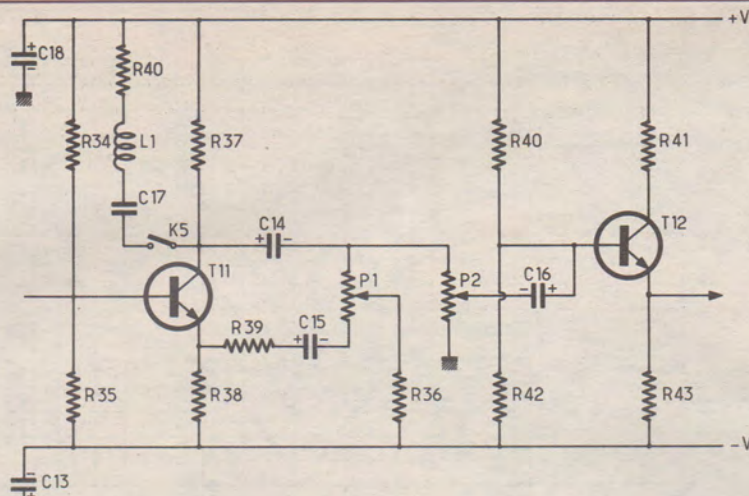 +V
C18
R40
R34
L1
R37
R40
R41
C17
K5
C14
T12
T11
P1
P2
C16
R39
C15
R35
R38
R36
R42
R43
-V
C13